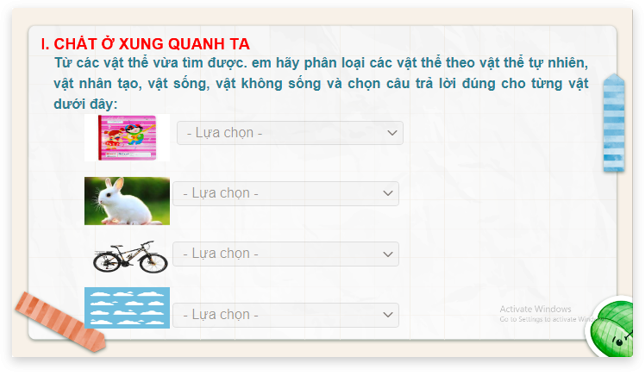 I. CHẤT Ở XUNG QUANH TA
Từ các vật thể vừa tìm được. em hãy phân loại các vật thể theo vật thể tự nhiên,
vật nhân tạo, vật sống, vật không sống và chọn câu trả lời đúng cho từng vật
dưới đây:
- Lựa chọn -
- Lựa chọn -
- Lựa chọn -
- Lựa chọn -
Activate Windows
Go to Settings to activate